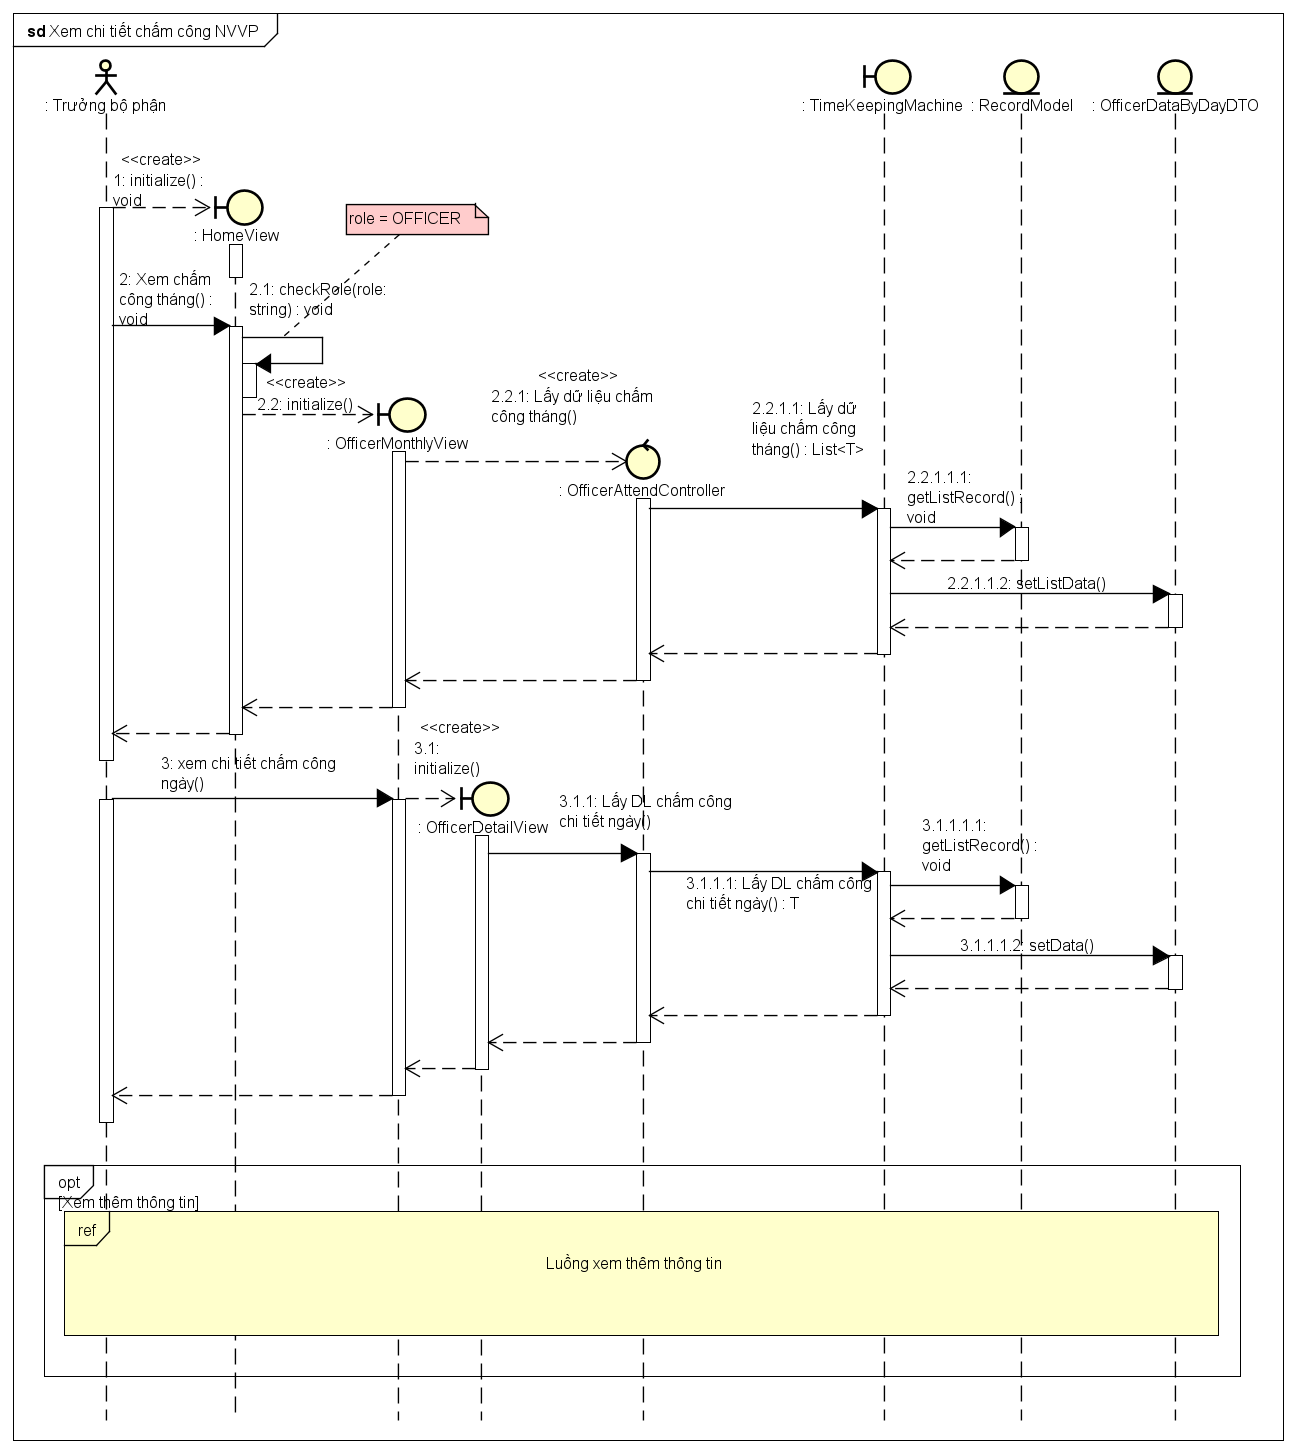 sd Xem chi tiết chấm công NVVP
: Trưởng bộ phận
: TimeKeepingMachine
: RecordModel
: OfficerDataByDayDTO
<<create>>
1: initialize() :
void
: HomeView
role = OFFICER
2: Xem chấm
công tháng() :
void
2.1: checkRole(role:
string) : void
<<create>>
2.2: initialize()
: OfficerMonthlyView
<<create>>
2.2.1: Lấy dữ liệu chấm
công tháng()
: OfficerAttendController
2.2.1.1: Lấy dữ
liệu chấm công
tháng() : List<T>
2.2.1.1.1:
getListRecord() :
void
2.2.1.1.2: setListData()
3: xem chi tiết chấm công
ngày()
<<create>>
3.1:
initialize()
: OfficerDetailView
3.1.1: Lấy DL chấm công
chi tiết ngày()
3.1.1.1: Lấy DL chấm công
chi tiết ngày() : T
3.1.1.1.1:
getListRecord() :
void
3.1.1.1.2: setData()
opt
[Xem thêm thông tin]
ref
Luồng xem thêm thông tin